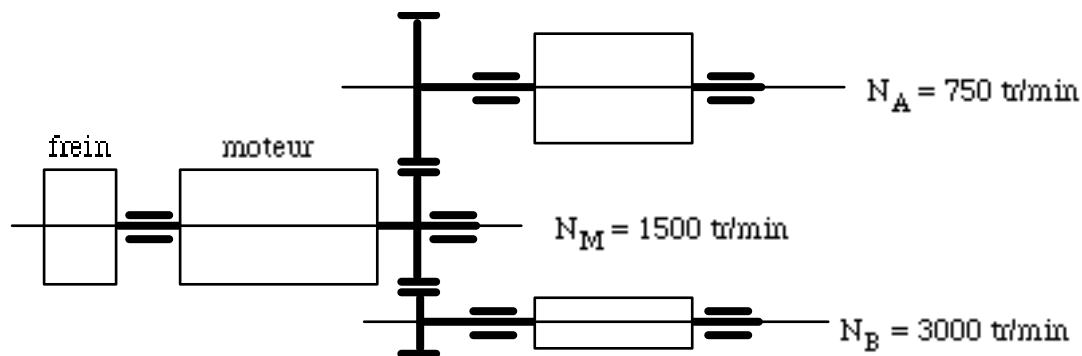 N_A = 750 tr/min
frein
moteur
N_M = 1500 tr/min
N_B = 3000 tr/min